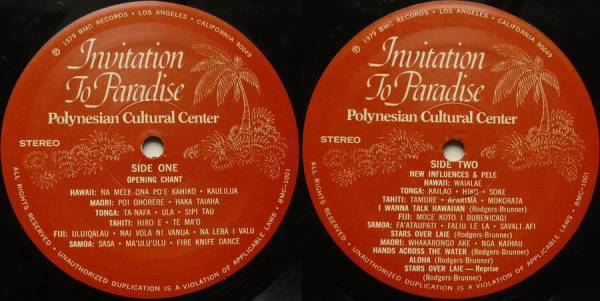 ℗ 1979 BMC RECORDS · LOS ANGELES · CALIFORNIA 90049
Invitation
To Paradise
Polynesian Cultural Center
STEREO
SIDE ONE
OPENING CHANT
HAWAII: NA MELE ONA PO'E KAHIKO · KAULILUA
MAORI: POI OHORERE · HAKA TAIAHA
TONGA: TA-NAFA · ULA · SIPI TAU
TAHITI: HIRO E · TE MA'O
FIJI: ULUIQALAU · NAI VOLA NI VANUA · NA LEBA I VALU
SAMOA: SASA · MA'ULU'ULU · FIRE KNIFE DANCE
ALL RIGHTS RESERVED · UNAUTHORIZED DUPLICATION IS A VIOLATION OF APPLICABLE LAWS · BMC-1001
℗ 1979 BMC RECORDS · LOS ANGELES · CALIFORNIA 90049
Invitation
To Paradise
Polynesian Cultural Center
STEREO
SIDE TWO
NEW INFLUENCES & PELE
HAWAII: WAIALAE
TONGA: KAILAO · HIKO · SOKE
TAHITI: TAMURE · APARIMA · MOKORATA
I WANNA TALK HAWAIIAN (Rodgers-Brunner)
FIJI: MOCE KOTO I BURENICAGI
SAMOA: FA'ATAUPATI · FALIU LE LA · SAVALI AFI
STARS OVER LAIE (Rodgers-Brunner)
MAORI: WHAKARONGO AKE · NGA KAIHAU
HANDS ACROSS THE WATER (Rodgers-Brunner)
ALOHA (Rodgers-Brunner)
STARS OVER LAIE — Reprise
(Rodgers-Brunner)
ALL RIGHTS RESERVED · UNAUTHORIZED DUPLICATION IS A VIOLATION OF APPLICABLE LAWS · BMC-1001